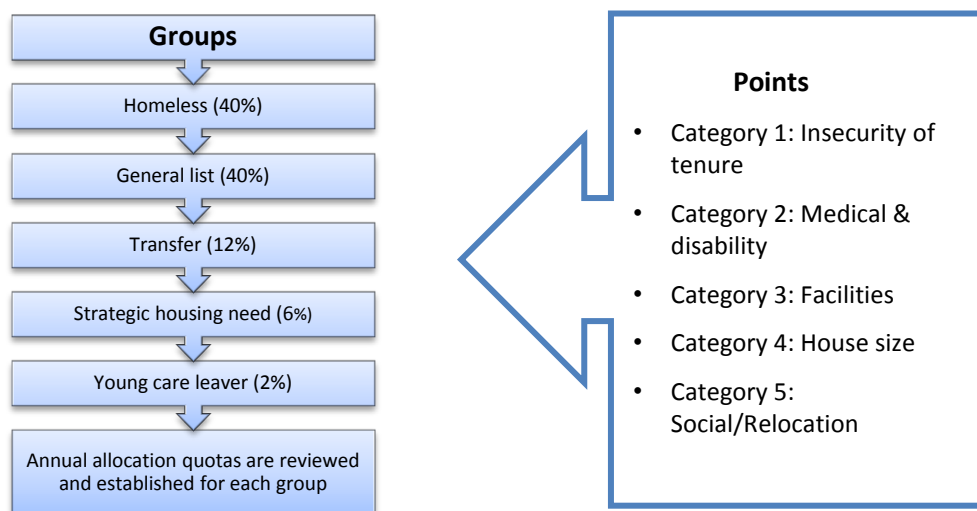 Groups
Homeless (40%)
General list (40%)
Transfer (12%)
Strategic housing need (6%)
Young care leaver (2%)
Annual allocation quotas are reviewed
and established for each group
Points
• Category 1: Insecurity of
tenure
• Category 2: Medical &
disability
• Category 3: Facilities
• Category 4: House size
• Category 5:
Social/Relocation